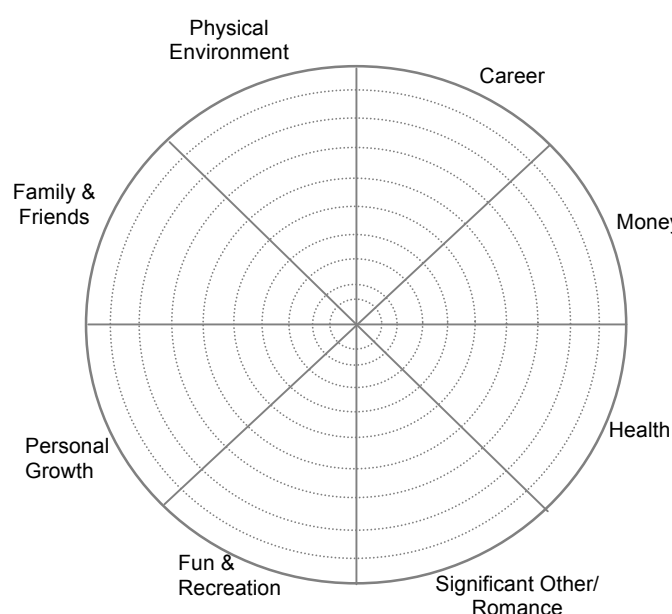 Physical
Environment
Career
Family &
Friends
Money
Personal
Growth
Health
Fun &
Recreation
Significant Other/
Romance